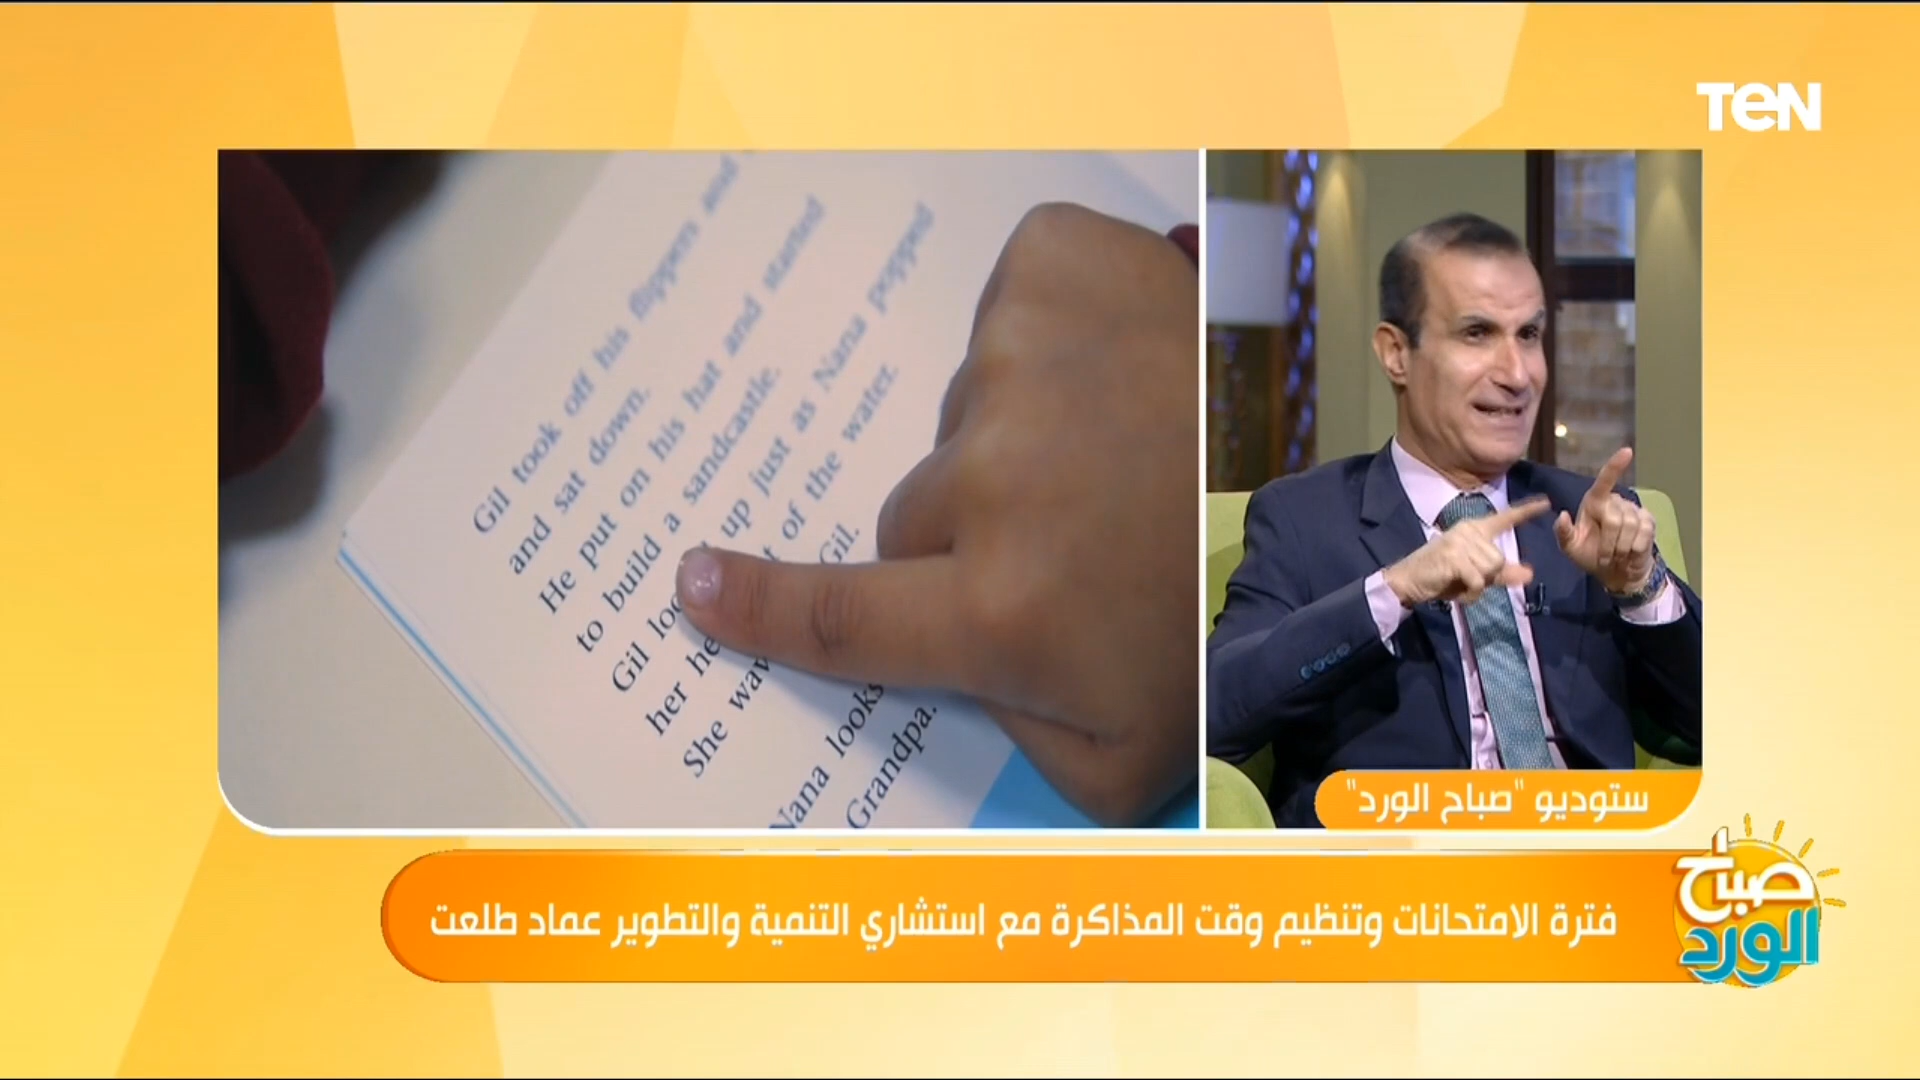 TEN
Gil took off his flippers and
and sat down.
He put on his hat and started
to build a sandcastle.
Gil up just as Nana popped
her of the water.
She Gil.
Nana looks
Grandpa.
ستوديو "صباح الورد"
صباح الورد
فترة الامتحانات وتنظيم وقت المذاكرة مع استشاري التنمية والتطوير عماد طلعت